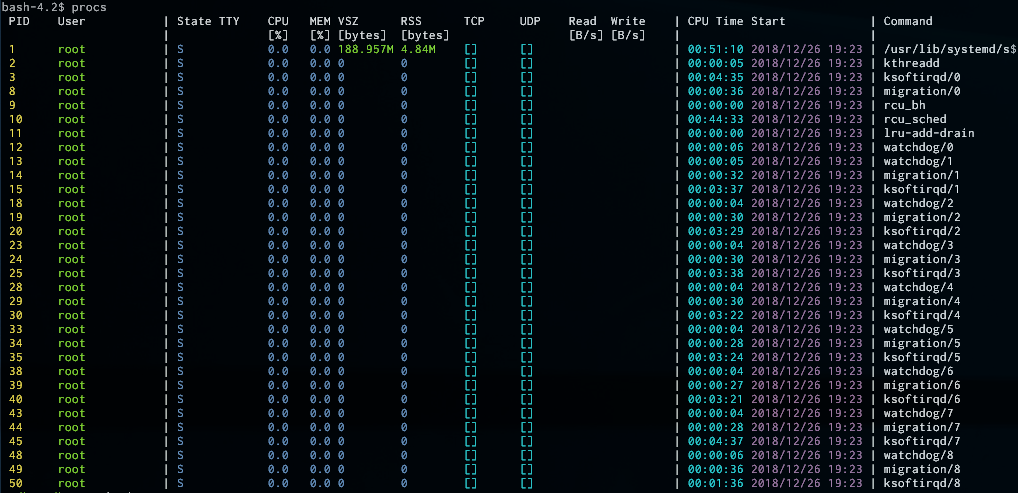 bash-4.2$ procs
PID User | State TTY CPU MEM VSZ RSS TCP UDP Read Write | CPU Time Start | Command
| [%] [%] [bytes] [bytes] [B/s] [B/s] | |
1 root | S 0.0 0.0 188.957M 4.84M [] [] | 00:51:10 2018/12/26 19:23 | /usr/lib/systemd/s$
2 root | S 0.0 0.0 0 0 [] [] | 00:00:05 2018/12/26 19:23 | kthreadd
3 root | S 0.0 0.0 0 0 [] [] | 00:04:35 2018/12/26 19:23 | ksoftirqd/0
8 root | S 0.0 0.0 0 0 [] [] | 00:00:36 2018/12/26 19:23 | migration/0
9 root | S 0.0 0.0 0 0 [] [] | 00:00:00 2018/12/26 19:23 | rcu_bh
10 root | S 0.0 0.0 0 0 [] [] | 00:44:33 2018/12/26 19:23 | rcu_sched
11 root | S 0.0 0.0 0 0 [] [] | 00:00:00 2018/12/26 19:23 | lru-add-drain
12 root | S 0.0 0.0 0 0 [] [] | 00:00:06 2018/12/26 19:23 | watchdog/0
13 root | S 0.0 0.0 0 0 [] [] | 00:00:05 2018/12/26 19:23 | watchdog/1
14 root | S 0.0 0.0 0 0 [] [] | 00:00:32 2018/12/26 19:23 | migration/1
15 root | S 0.0 0.0 0 0 [] [] | 00:03:37 2018/12/26 19:23 | ksoftirqd/1
18 root | S 0.0 0.0 0 0 [] [] | 00:00:04 2018/12/26 19:23 | watchdog/2
19 root | S 0.0 0.0 0 0 [] [] | 00:00:30 2018/12/26 19:23 | migration/2
20 root | S 0.0 0.0 0 0 [] [] | 00:03:29 2018/12/26 19:23 | ksoftirqd/2
23 root | S 0.0 0.0 0 0 [] [] | 00:00:04 2018/12/26 19:23 | watchdog/3
24 root | S 0.0 0.0 0 0 [] [] | 00:00:30 2018/12/26 19:23 | migration/3
25 root | S 0.0 0.0 0 0 [] [] | 00:03:38 2018/12/26 19:23 | ksoftirqd/3
28 root | S 0.0 0.0 0 0 [] [] | 00:00:04 2018/12/26 19:23 | watchdog/4
29 root | S 0.0 0.0 0 0 [] [] | 00:00:30 2018/12/26 19:23 | migration/4
30 root | S 0.0 0.0 0 0 [] [] | 00:03:22 2018/12/26 19:23 | ksoftirqd/4
33 root | S 0.0 0.0 0 0 [] [] | 00:00:04 2018/12/26 19:23 | watchdog/5
34 root | S 0.0 0.0 0 0 [] [] | 00:00:28 2018/12/26 19:23 | migration/5
35 root | S 0.0 0.0 0 0 [] [] | 00:03:24 2018/12/26 19:23 | ksoftirqd/5
38 root | S 0.0 0.0 0 0 [] [] | 00:00:04 2018/12/26 19:23 | watchdog/6
39 root | S 0.0 0.0 0 0 [] [] | 00:00:27 2018/12/26 19:23 | migration/6
40 root | S 0.0 0.0 0 0 [] [] | 00:03:21 2018/12/26 19:23 | ksoftirqd/6
43 root | S 0.0 0.0 0 0 [] [] | 00:00:04 2018/12/26 19:23 | watchdog/7
44 root | S 0.0 0.0 0 0 [] [] | 00:00:28 2018/12/26 19:23 | migration/7
45 root | S 0.0 0.0 0 0 [] [] | 00:04:37 2018/12/26 19:23 | ksoftirqd/7
48 root | S 0.0 0.0 0 0 [] [] | 00:00:06 2018/12/26 19:23 | watchdog/8
49 root | S 0.0 0.0 0 0 [] [] | 00:00:36 2018/12/26 19:23 | migration/8
50 root | S 0.0 0.0 0 0 [] [] | 00:01:36 2018/12/26 19:23 | ksoftirqd/8